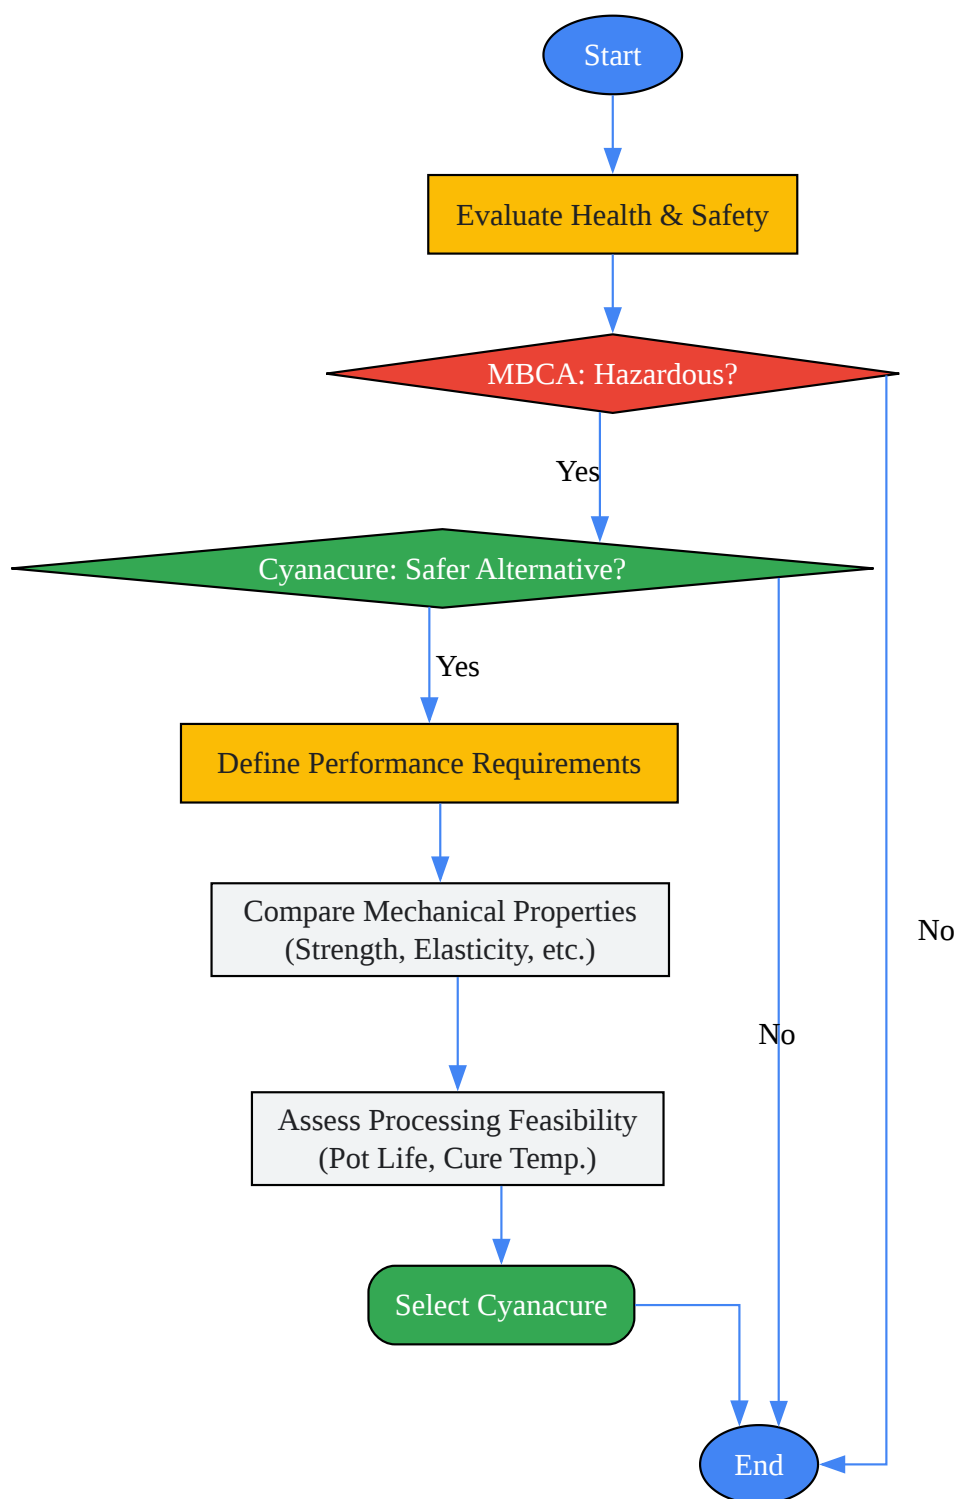 Start
Evaluate Health & Safety
MBCA: Hazardous?
Yes
Cyanacure: Safer Alternative?
Yes
Define Performance Requirements
Compare Mechanical Properties
(Strength, Elasticity, etc.)
No
No
Assess Processing Feasibility
(Pot Life, Cure Temp.)
Select Cyanacure
End